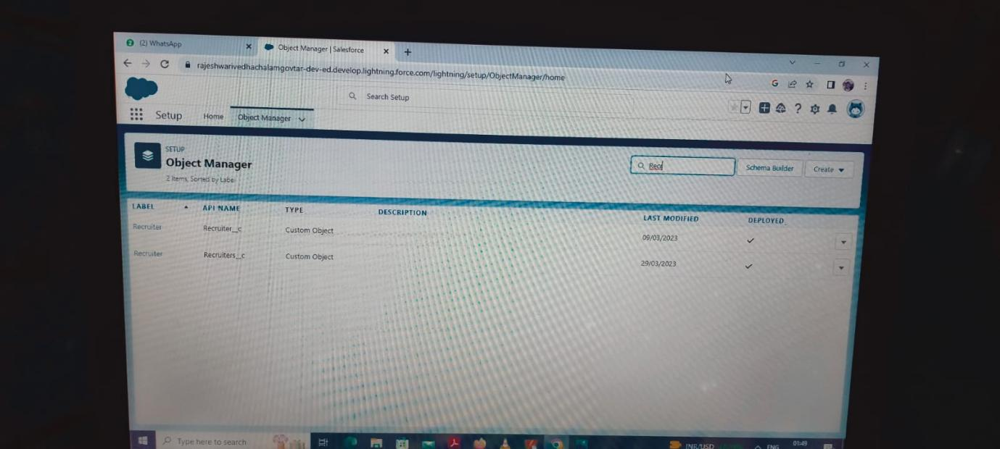 (2) WhatsApp
Object Manager | Salesforce
rajeshwarivedhachalamgovtar-dev-ed.develop.lightning.force.com/lightning/setup/ObjectManager/home
Search Setup
Setup Home Object Manager
SETUP
Object Manager
2 Items, Sorted by Label
Recr
Schema Builder Create
LABEL API NAME TYPE DESCRIPTION LAST MODIFIED DEPLOYED
Recruiter Recruiter__c Custom Object 09/03/2023
Recruiter Recruiters__c Custom Object 29/03/2023
Type here to search
INR/USD
ENG
01:49